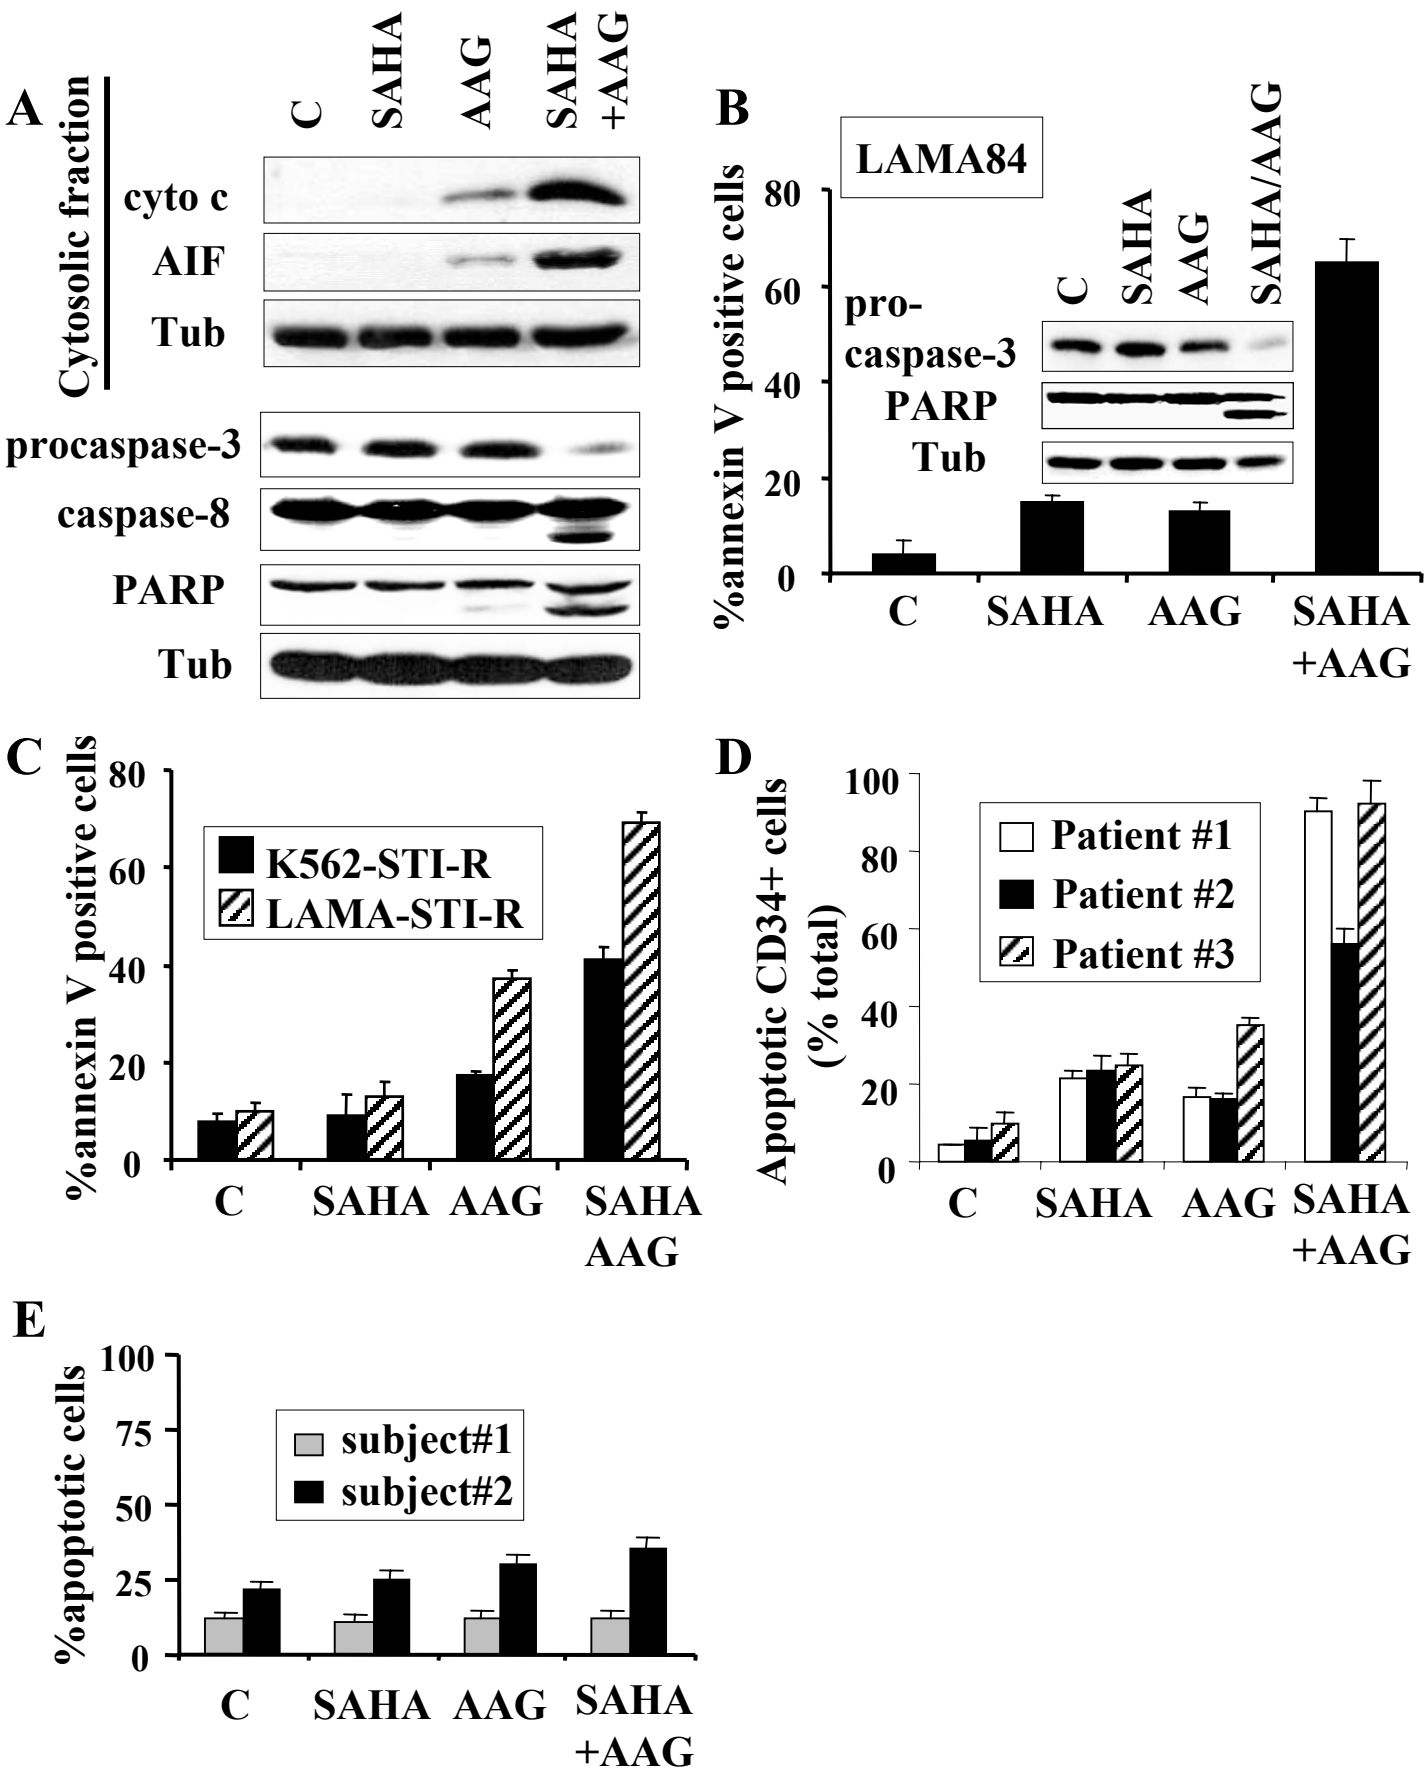 A
Cytosolic fraction
C
SAHA
AAG
SAHA
+AAG
cyto c
AIF
Tub
procaspase-3
caspase-8
PARP
Tub
B
%annexin V positive cells
LAMA84
80
60
40
20
0
C
SAHA
AAG
SAHA/AAG
pro-
caspase-3
PARP
Tub
C
SAHA
AAG
SAHA
+AAG
C
%annexin V positive cells
80
60
40
20
0
K562-STI-R
LAMA-STI-R
C
SAHA
AAG
SAHA
AAG
D
Apoptotic CD34+ cells
(% total)
100
80
60
40
20
0
Patient #1
Patient #2
Patient #3
C
SAHA
AAG
SAHA
+AAG
E
%apoptotic cells
100
75
50
25
0
subject#1
subject#2
C
SAHA
AAG
SAHA
+AAG